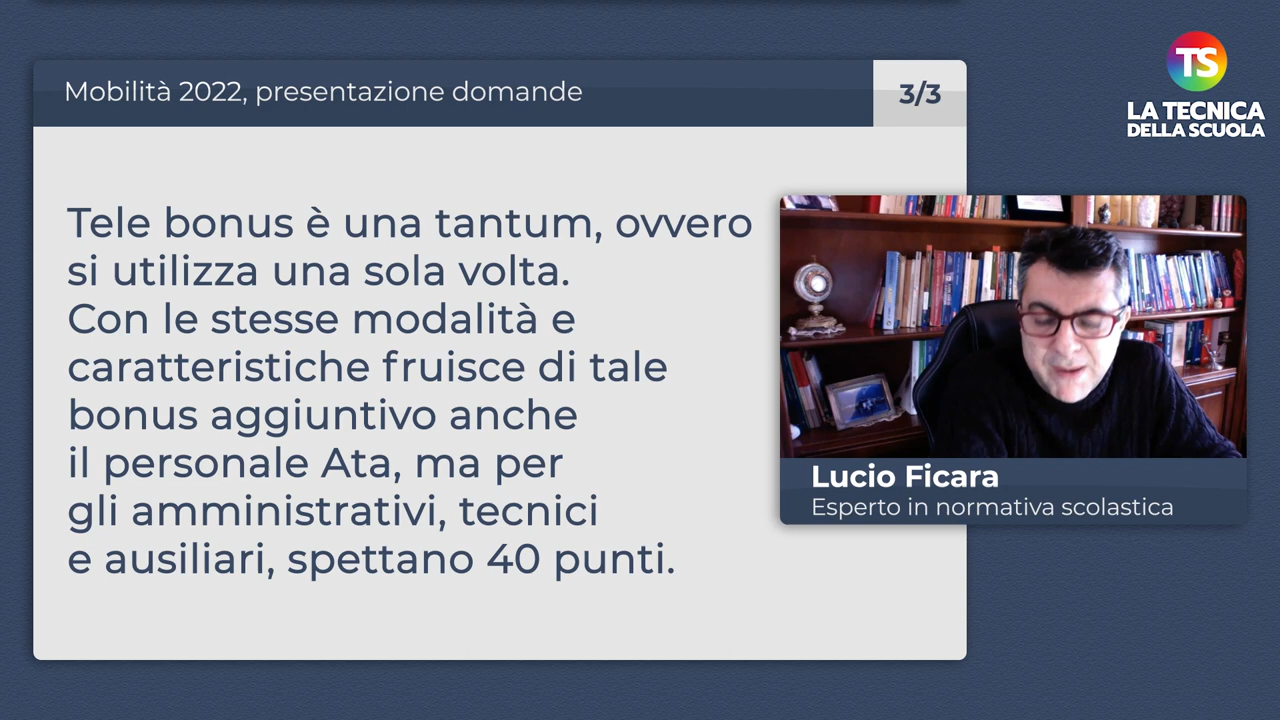 Mobilità 2022, presentazione domande
3/3
TS
LA TECNICA
DELLA SCUOLA
Tele bonus è una tantum, ovvero
si utilizza una sola volta.
Con le stesse modalità e
caratteristiche fruisce di tale
bonus aggiuntivo anche
il personale Ata, ma per
gli amministrativi, tecnici
e ausiliari, spettano 40 punti.
Lucio Ficara
Esperto in normativa scolastica